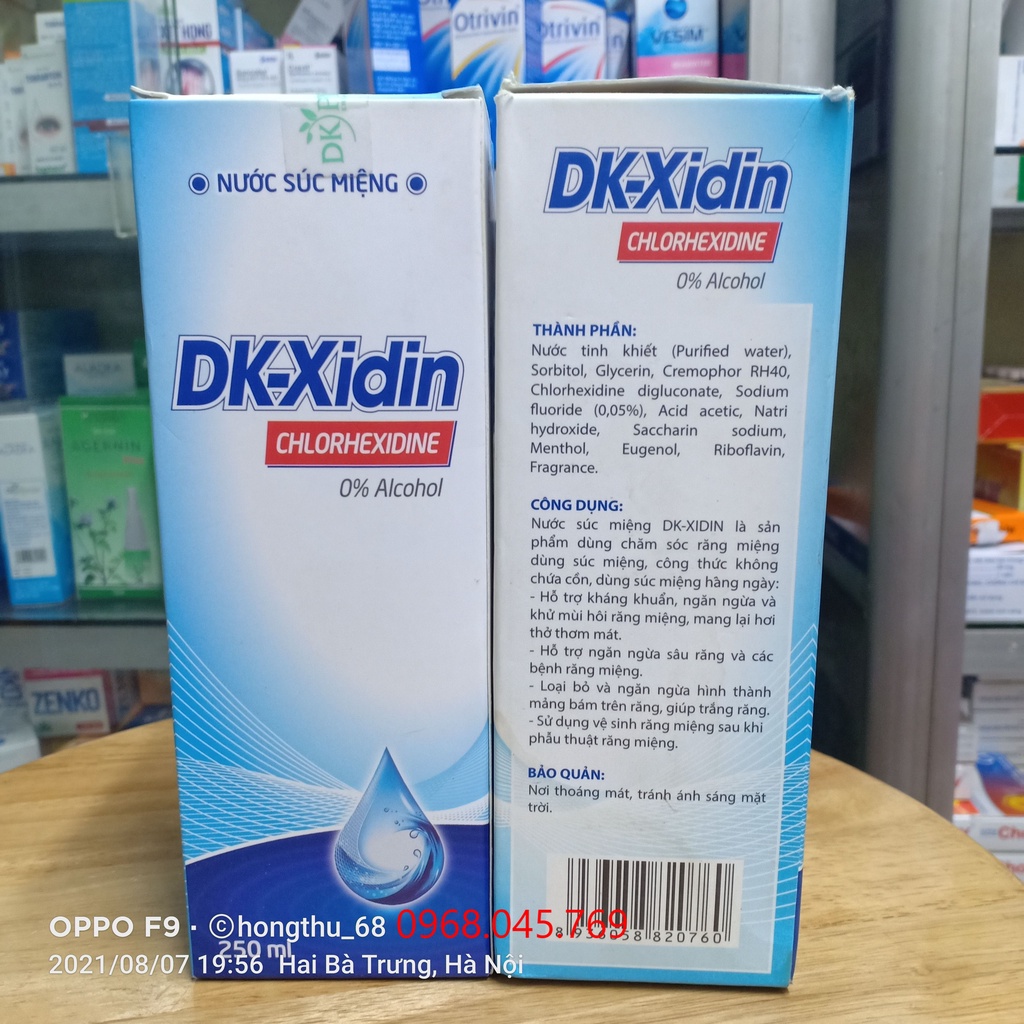 NƯỚC SÚC MIỆNG
DK-Xidin
CHLORHEXIDINE
0% Alcohol
250 ml
DK-Xidin
CHLORHEXIDINE
0% Alcohol
THÀNH PHẦN:
Nước tinh khiết (Purified water),
Sorbitol, Glycerin, Cremophor RH40,
Chlorhexidine digluconate, Sodium
fluoride (0,05%), Acid acetic, Natri
hydroxide, Saccharin sodium,
Menthol, Eugenol, Riboflavin,
Fragrance.
CÔNG DỤNG:
Nước súc miệng DK-XIDIN là sản
phẩm dùng chăm sóc răng miệng
dùng súc miệng, công thức không
chứa cồn, dùng súc miệng hằng ngày:
- Hỗ trợ kháng khuẩn, ngăn ngừa và
khử mùi hôi răng miệng, mang lại hơi
thở thơm mát.
- Hỗ trợ ngăn ngừa sâu răng và các
bệnh răng miệng.
- Loại bỏ và ngăn ngừa hình thành
mảng bám trên răng, giúp trắng răng.
- Sử dụng vệ sinh răng miệng sau khi
phẫu thuật răng miệng.
BẢO QUẢN:
Nơi thoáng mát, tránh ánh sáng mặt
trời.
820760
OPPO F9 · ©hongthu_68 0968.045.769
2021/08/07 19:56 Hai Bà Trưng, Hà Nội
Otrivin
Otrivin
VESIM
ZENKO